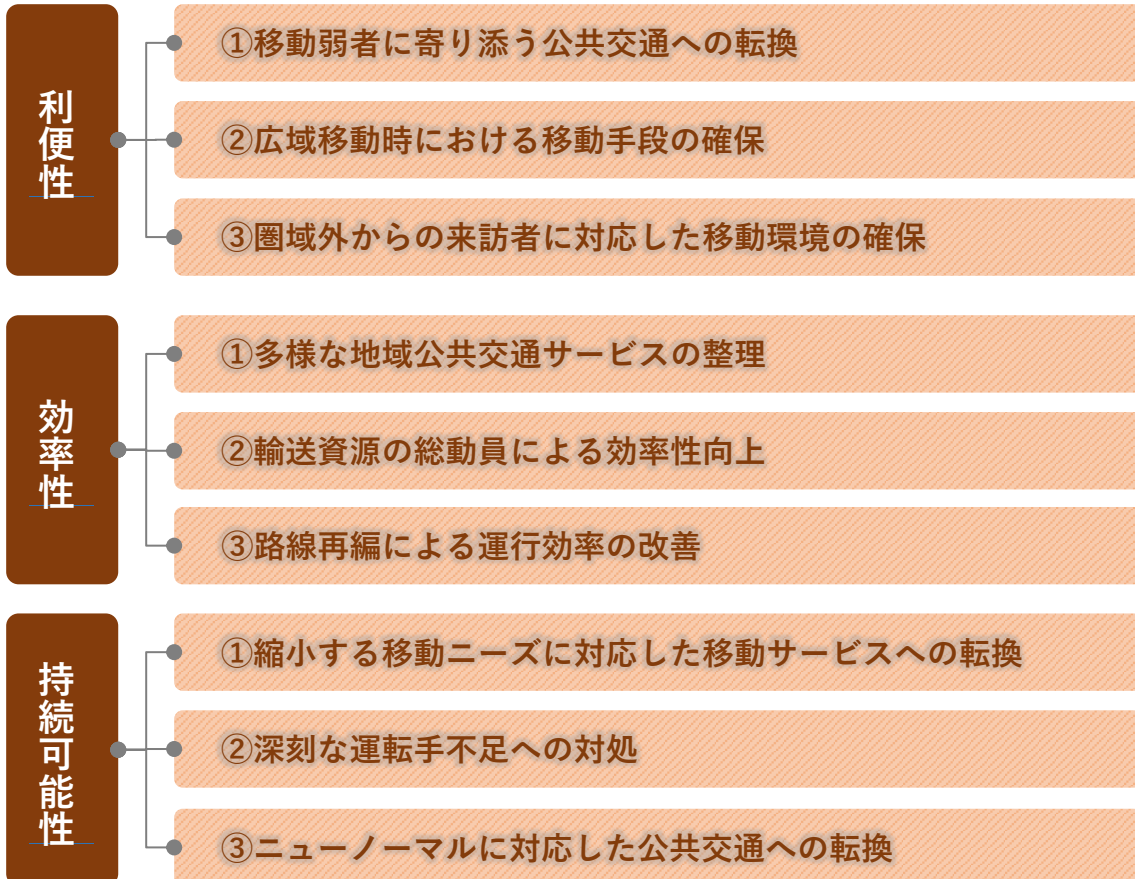 利便性
①移動弱者に寄り添う公共交通への転換
②広域移動時における移動手段の確保
③圏域外からの来訪者に対応した移動環境の確保
効率性
①多様な地域公共交通サービスの整理
②輸送資源の総動員による効率性向上
③路線再編による運行効率の改善
持続可能性
①縮小する移動ニーズに対応した移動サービスへの転換
②深刻な運転手不足への対処
③ニューノーマルに対応した公共交通への転換